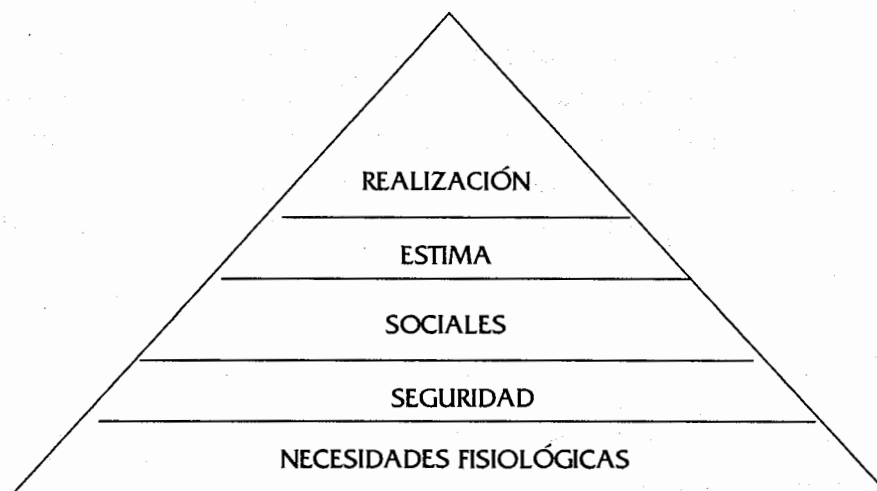 REALIZACIÓN
ESTIMA
SOCIALES
SEGURIDAD
NECESIDADES FISIOLÓGICAS